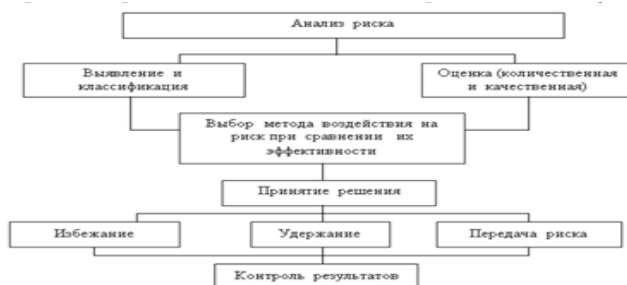 Анализ риска
Выявление и
классификация
Оценка (количественная
и качественная)
Выбор метода воздействия на
риск при сравнении их
эффективности
Принятие решения
Избежание
Удержание
Передача риска
Контроль результатов